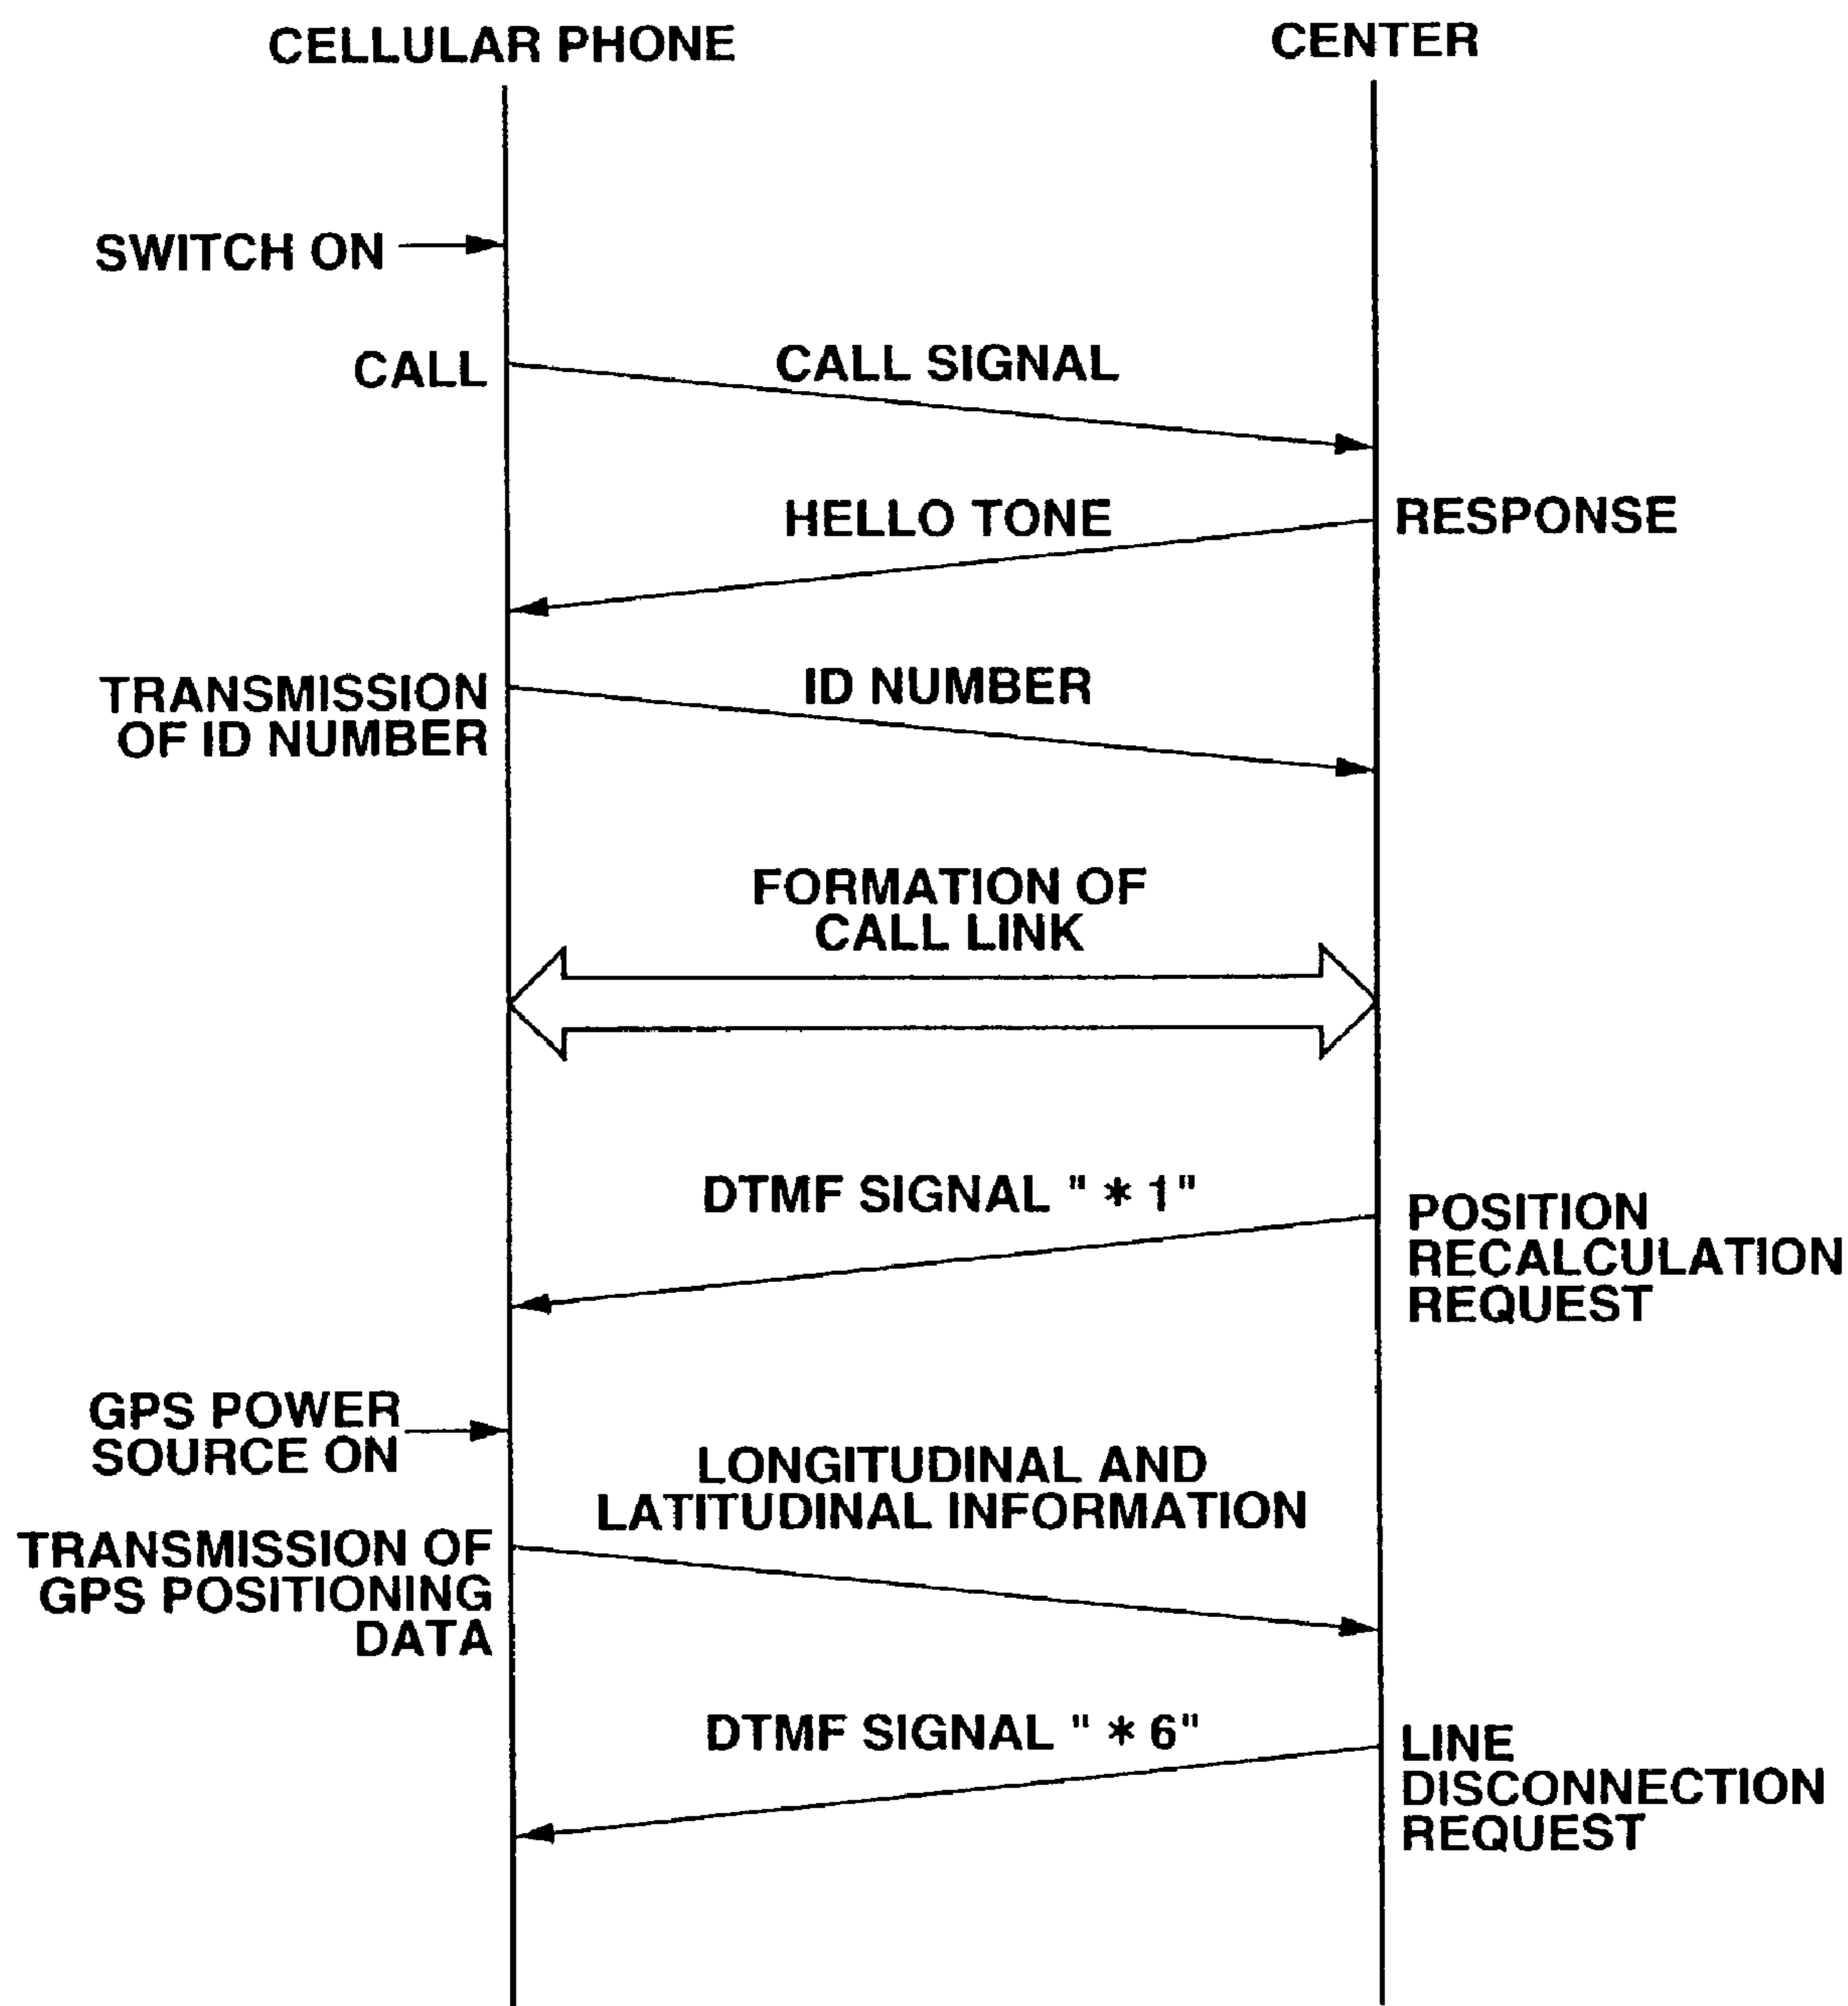 CELLULAR PHONE
CENTER
SWITCH ON
CALL
CALL SIGNAL
HELLO TONE
RESPONSE
TRANSMISSION
OF ID NUMBER
ID NUMBER
FORMATION OF
CALL LINK
DTMF SIGNAL " * 1"
POSITION
RECALCULATION
REQUEST
GPS POWER
SOURCE ON
LONGITUDINAL AND
LATITUDINAL INFORMATION
TRANSMISSION OF
GPS POSITIONING
DATA
DTMF SIGNAL " * 6"
LINE
DISCONNECTION
REQUEST